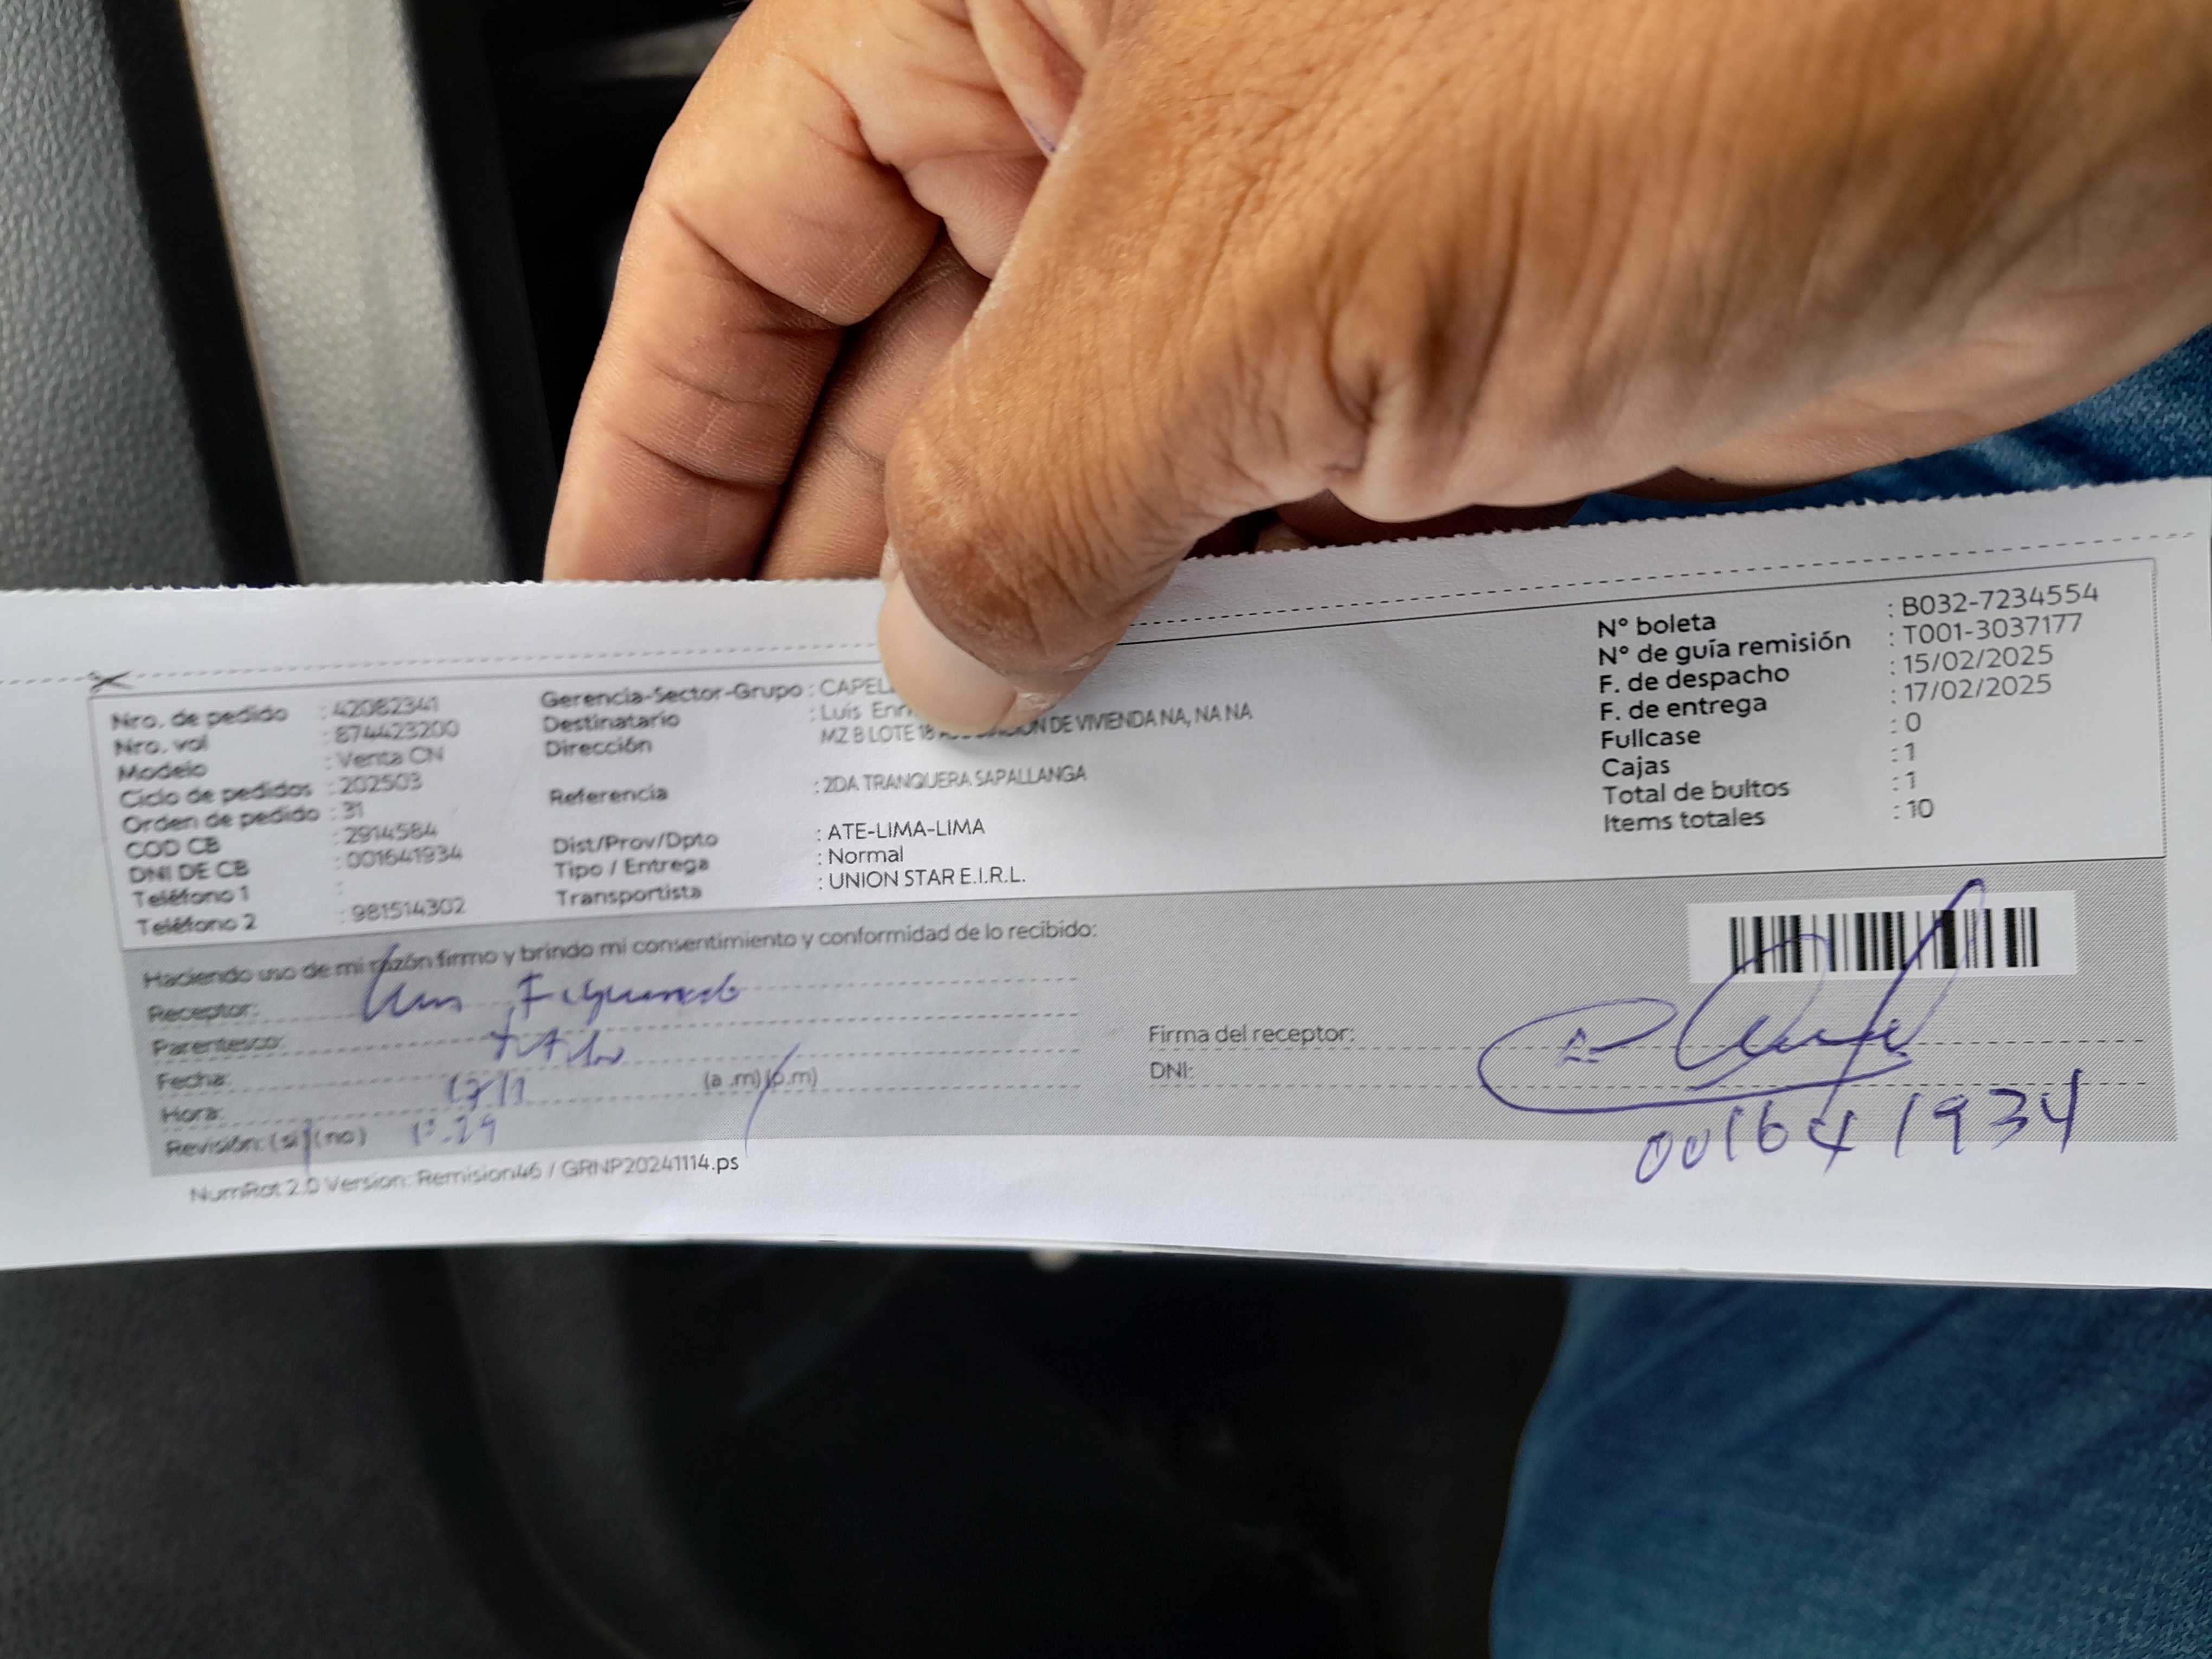 Nro. de pedido : 42082341
Nro. vol : 874423200
Modelo : Venta CN
Ciclo de pedidos : 202503
Orden de pedido : 31
COD CB : 2914584
DNI DE CB : 001641934
Teléfono 1 :
Teléfono 2 : 981514302
Gerencia-Sector-Grupo : CAPEL
Destinatario : Luis Enr
Dirección MZ B LOTE 18 DE VIVIENDA NA, NA NA
Referencia : 2DA TRANQUERA SAPALLANGA
Dist/Prov/Dpto : ATE-LIMA-LIMA
Tipo / Entrega : Normal
Transportista : UNION STAR E.I.R.L.
N° boleta : B032-7234554
N° de guía remisión : T001-3037177
F. de despacho : 15/02/2025
F. de entrega : 17/02/2025
Fullcase : 0
Cajas : 1
Total de bultos : 1
Items totales : 10
Haciendo uso de mi razón firmo y brindo mi consentimiento y conformidad de lo recibido:
Receptor:
Parentesco: titular
Fecha:
Hora: (a .m) (p.m)
Revisión: (si) (no)
Firma del receptor:
DNI: 001641934
NumRot 2.0 Version: Remision46 / GRNP20241114.ps